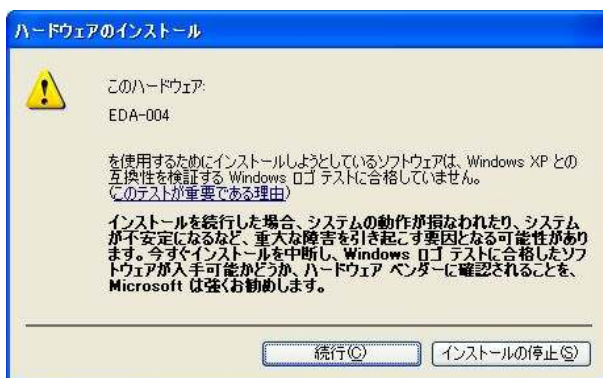 ハードウェアのインストール
このハードウェア:
EDA-004
を使用するためにインストールしようとしているソフトウェアは、Windows XP との
互換性を検証する Windows ロゴ テストに合格していません。
(このテストが重要である理由)
インストールを続行した場合、システムの動作が損なわれたり、システム
が不安定になるなど、重大な障害を引き起こす要因となる可能性があり
ます。今すぐインストールを中断し、Windows ロゴ テストに合格したソフ
トウェアが入手可能かどうか、ハードウェア ベンダーに確認されることを、
Microsoft は強くお勧めします。
続行(C)
インストールの停止(S)